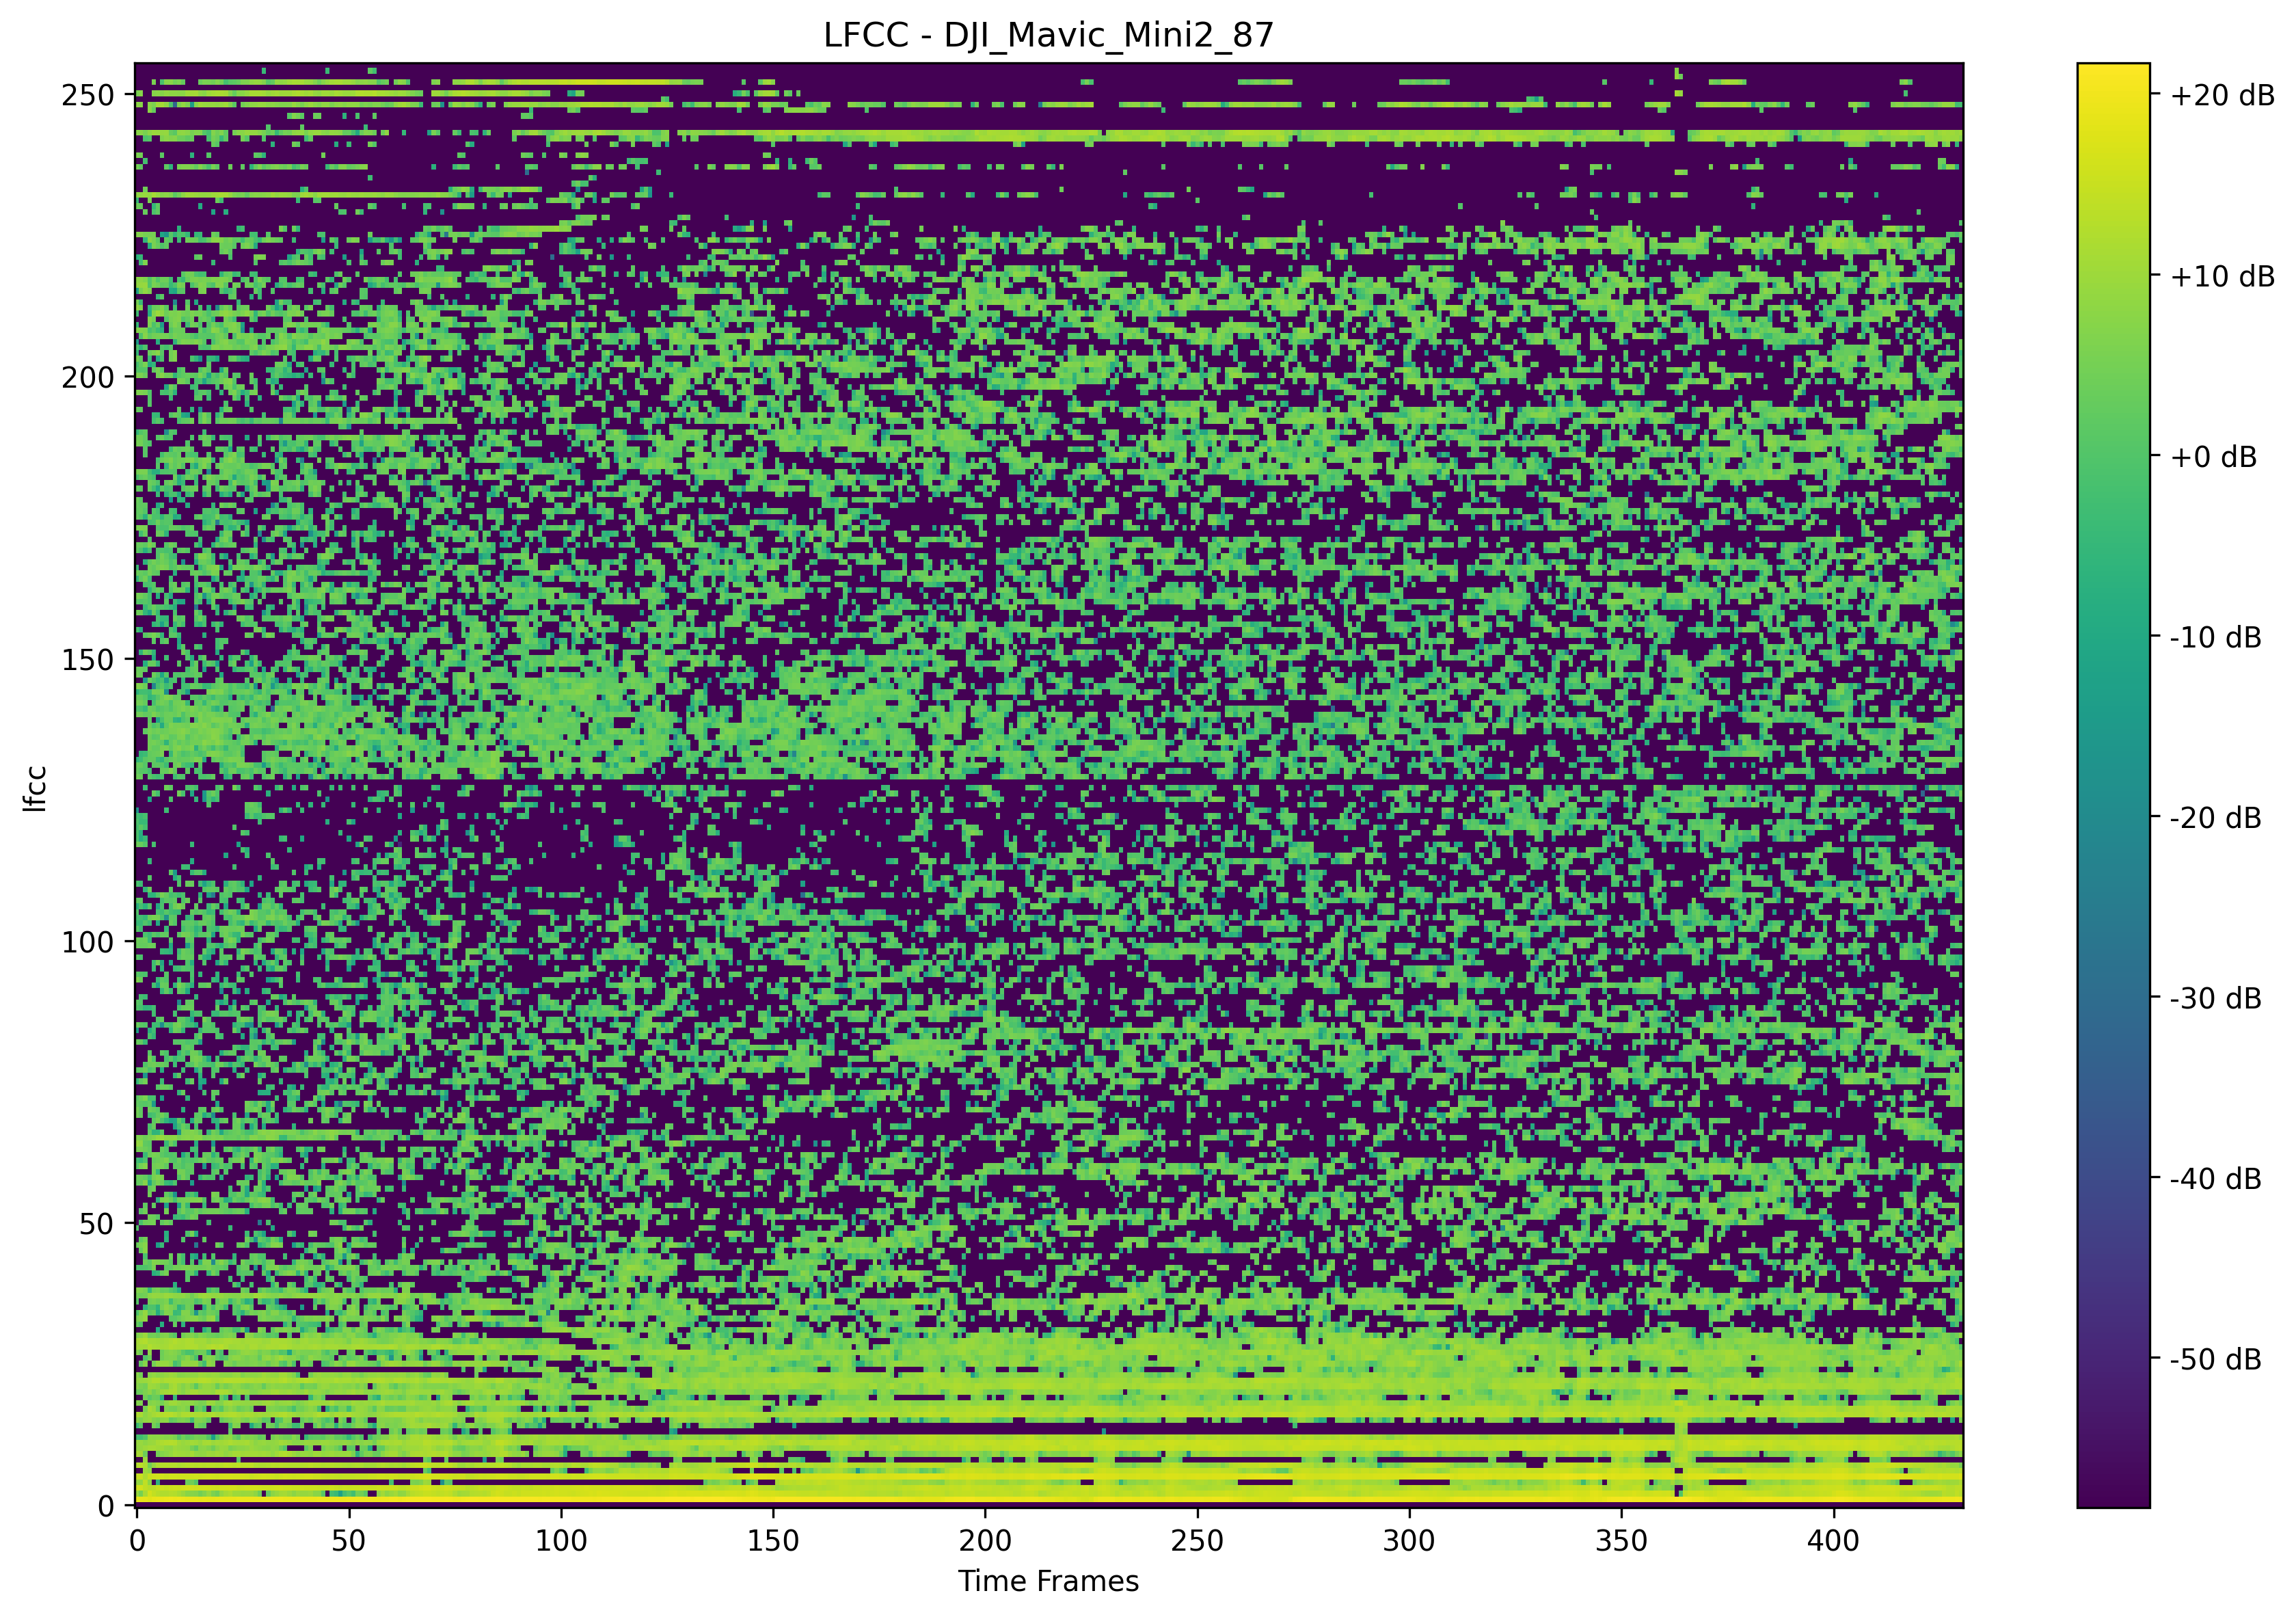 LFCC - DJI_Mavic_Mini2_87
250
200
150
100
50
0
lfcc
0 50 100 150 200 250 300 350 400
Time Frames
+20 dB
+10 dB
+0 dB
-10 dB
-20 dB
-30 dB
-40 dB
-50 dB